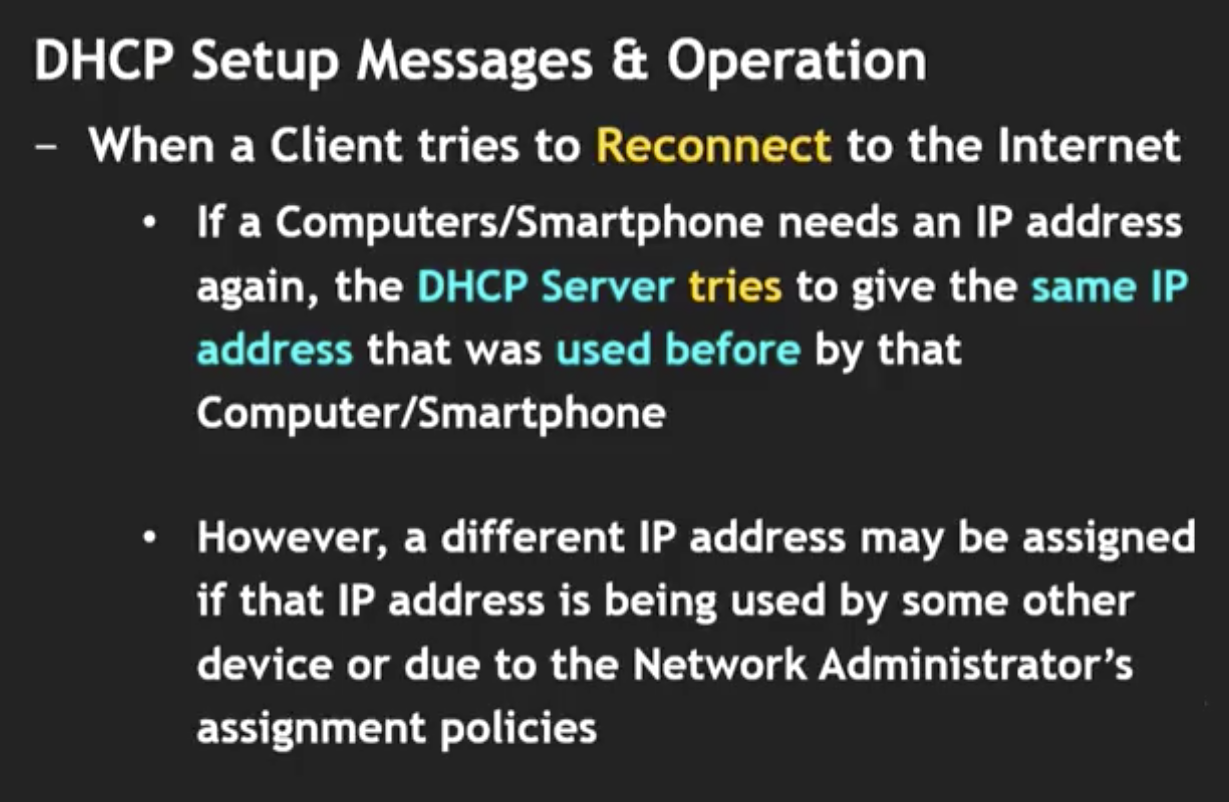 DHCP Setup Messages & Operation
– When a Client tries to Reconnect to the Internet
• If a Computers/Smartphone needs an IP address
again, the DHCP Server tries to give the same IP
address that was used before by that
Computer/Smartphone
• However, a different IP address may be assigned
if that IP address is being used by some other
device or due to the Network Administrator’s
assignment policies